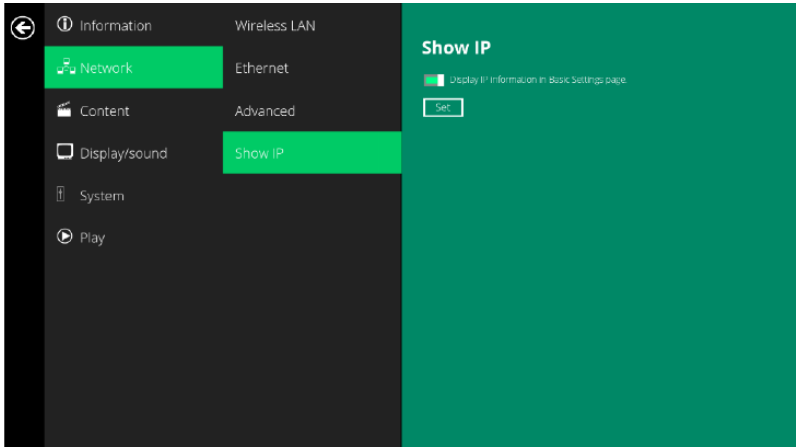 Information
Network
Content
Display/sound
System
Play
Wireless LAN
Ethernet
Advanced
Show IP
Show IP
Display IP Information in Basic Settings page.
Set